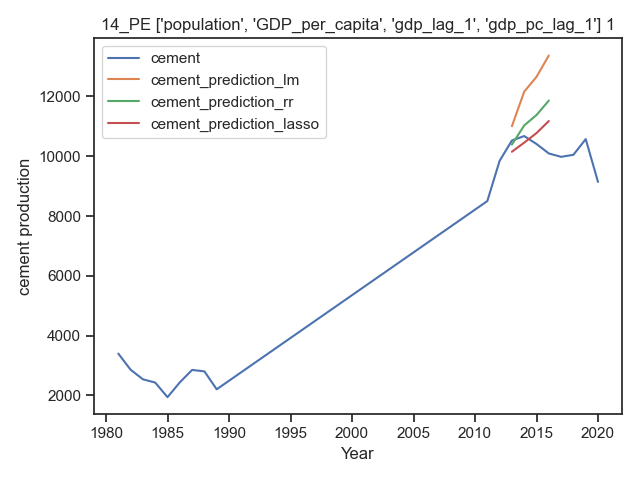 14_PE ['population', 'GDP_per_capita', 'gdp_lag_1', 'gdp_pc_lag_1'] 1
cement
cement_prediction_lm
cement_prediction_rr
cement_prediction_lasso
cement production
12000
10000
8000
6000
4000
2000
1980 1985 1990 1995 2000 2005 2010 2015 2020
Year